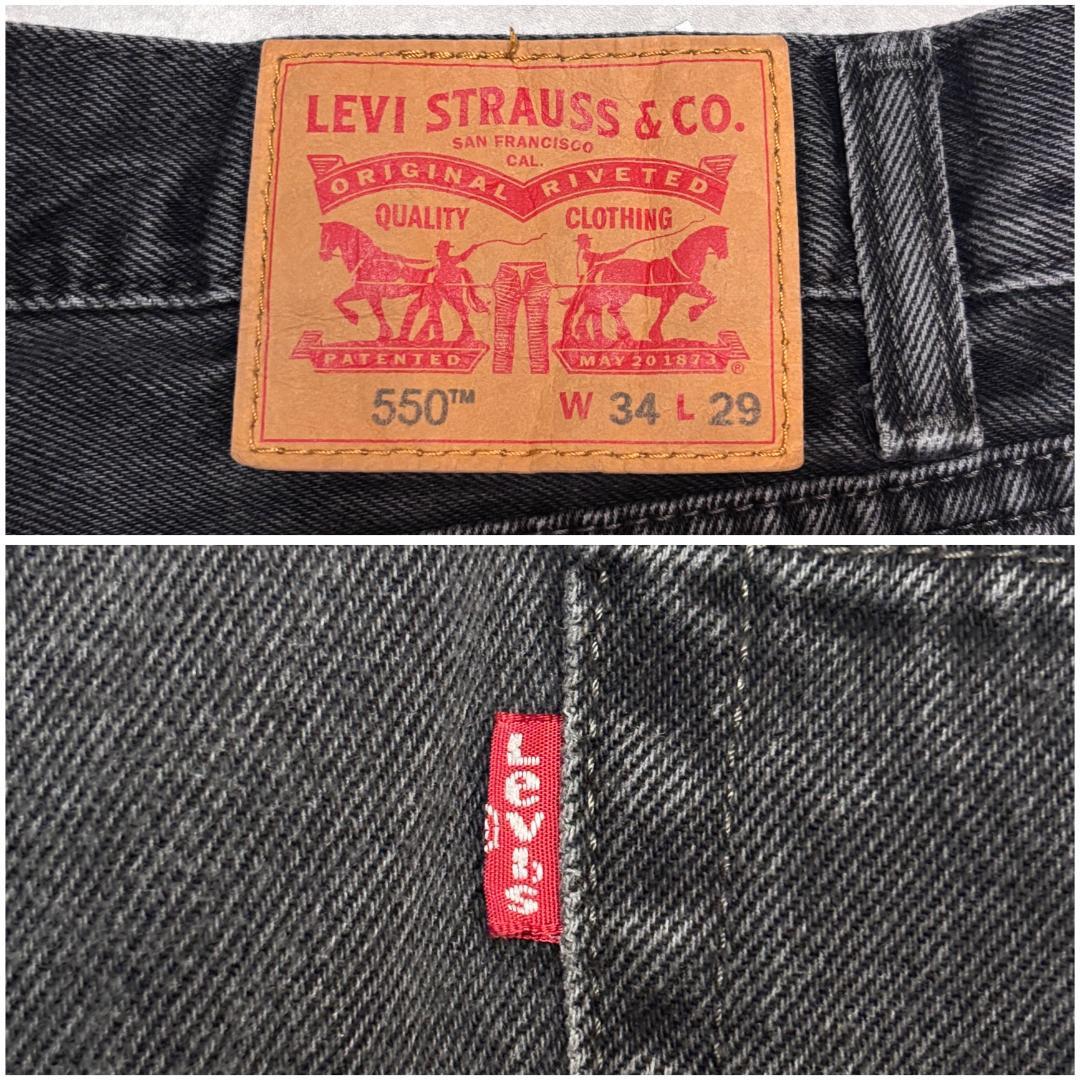 LEVI STRAUSS & CO.
SAN FRANCISCO
CAL.
ORIGINAL RIVETED
QUALITY CLOTHING
PATENTED MAY 20 1873 ®
550™ W 34 L 29
Levi's
®